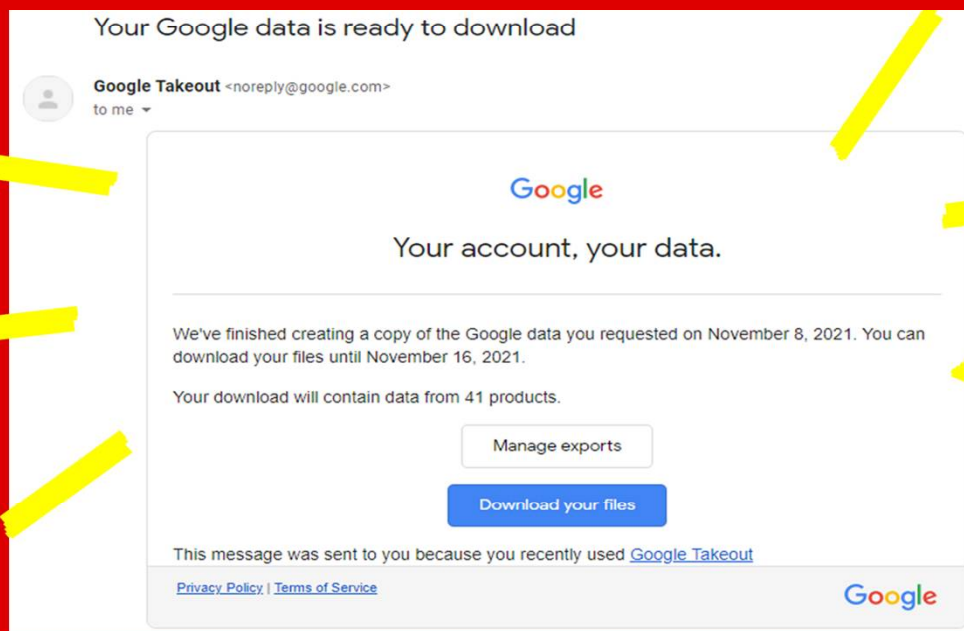 Your Google data is ready to download
Google Takeout <noreply@google.com>
to me
Google
Your account, your data.
We've finished creating a copy of the Google data you requested on November 8, 2021. You can
download your files until November 16, 2021.
Your download will contain data from 41 products.
Manage exports
Download your files
This message was sent to you because you recently used Google Takeout
Privacy Policy | Terms of Service
Google